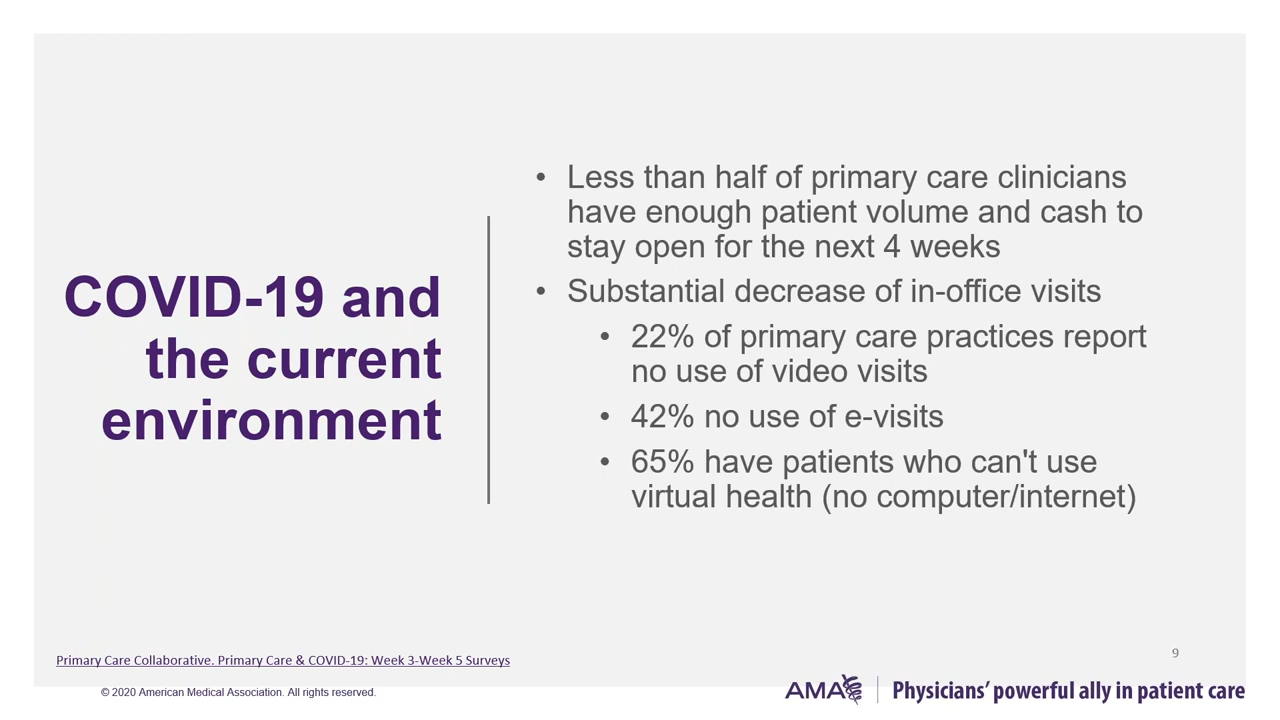 COVID-19 and
the current
environment
• Less than half of primary care clinicians
have enough patient volume and cash to
stay open for the next 4 weeks
• Substantial decrease of in-office visits
• 22% of primary care practices report
no use of video visits
• 42% no use of e-visits
• 65% have patients who can't use
virtual health (no computer/internet)
Primary Care Collaborative. Primary Care & COVID-19: Week 3-Week 5 Surveys
9
© 2020 American Medical Association. All rights reserved.
AMA
Physicians’ powerful ally in patient care